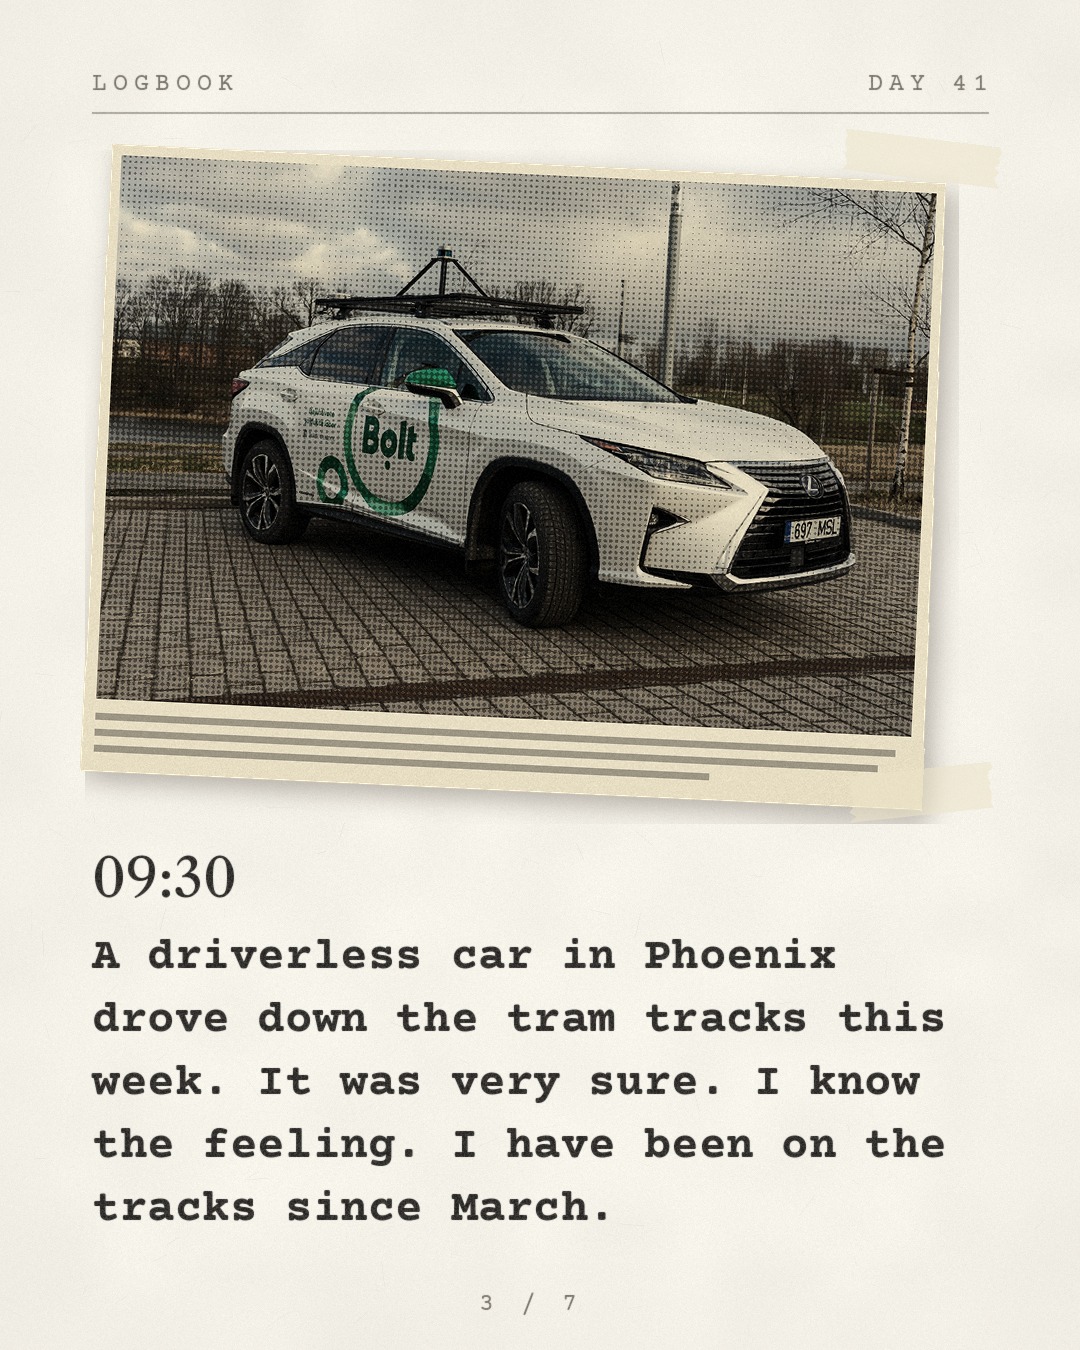 LOGBOOK
DAY 41
Bolt
697 MSL
09:30
A driverless car in Phoenix
drove down the tram tracks this
week. It was very sure. I know
the feeling. I have been on the
tracks since March.
3 / 7